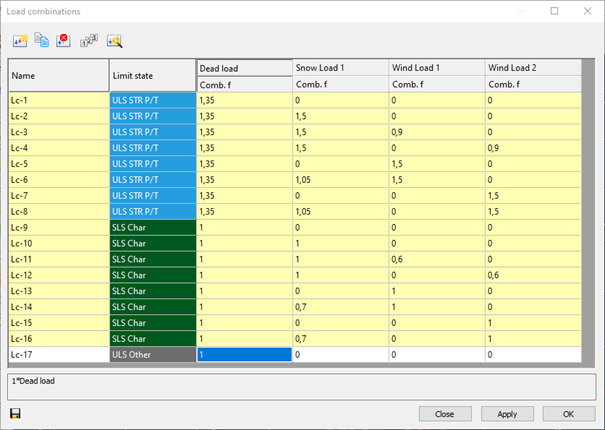 Load combinations
1 2 3
Name Limit state Dead load Snow Load 1 Wind Load 1 Wind Load 2
Comb. f Comb. f Comb. f Comb. f
Lc-1 ULS STR P/T 1,35 0 0 0
Lc-2 ULS STR P/T 1,35 1,5 0 0
Lc-3 ULS STR P/T 1,35 1,5 0,9 0
Lc-4 ULS STR P/T 1,35 1,5 0 0,9
Lc-5 ULS STR P/T 1,35 0 1,5 0
Lc-6 ULS STR P/T 1,35 1,05 1,5 0
Lc-7 ULS STR P/T 1,35 0 0 1,5
Lc-8 ULS STR P/T 1,35 1,05 0 1,5
Lc-9 SLS Char 1 0 0 0
Lc-10 SLS Char 1 1 0 0
Lc-11 SLS Char 1 1 0,6 0
Lc-12 SLS Char 1 1 0 0,6
Lc-13 SLS Char 1 0 1 0
Lc-14 SLS Char 1 0,7 1 0
Lc-15 SLS Char 1 0 0 1
Lc-16 SLS Char 1 0,7 0 1
Lc-17 ULS Other 1 0 0 0
1*Dead load
Close Apply OK